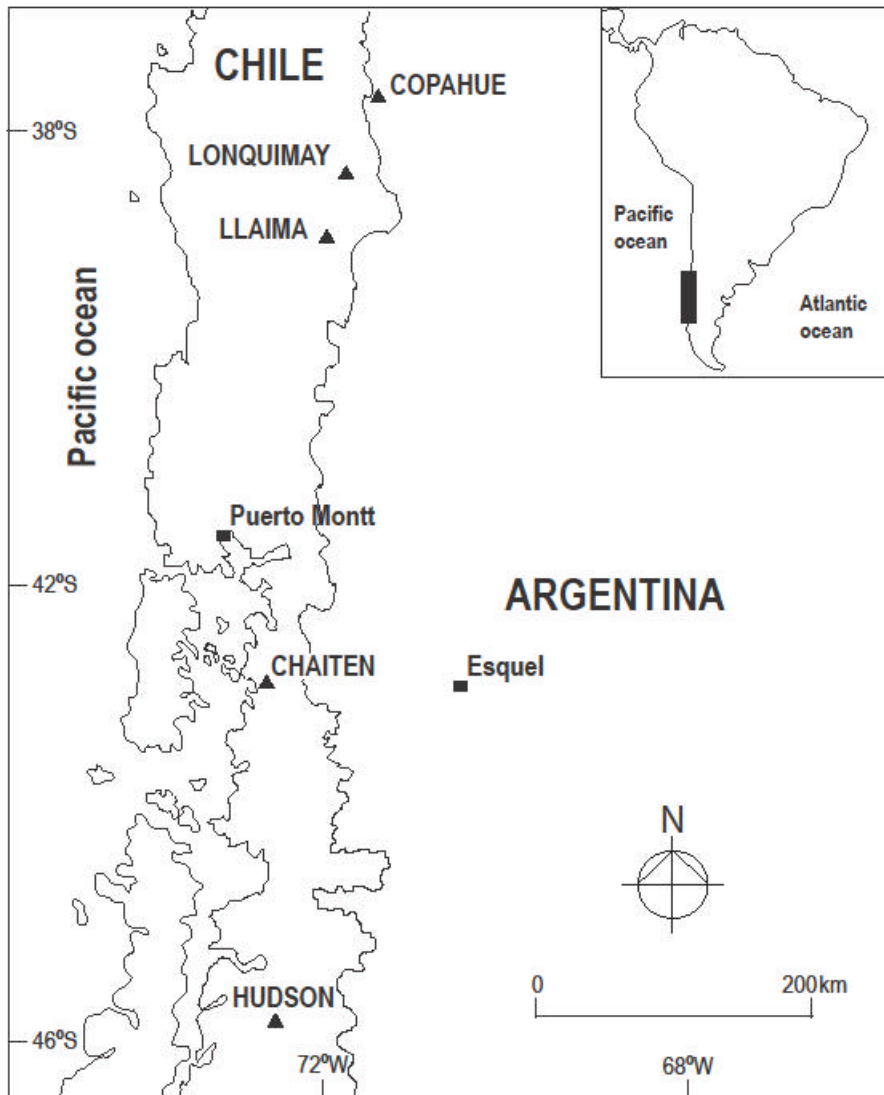 CHILE
COPAHUE
38ºS
LONQUIMAY
LLAIMA
Pacific ocean
Pacific
ocean
Atlantic
ocean
Puerto Montt
42ºS
ARGENTINA
CHAITEN
Esquel
N
0
200km
HUDSON
46ºS
72ºW
68ºW